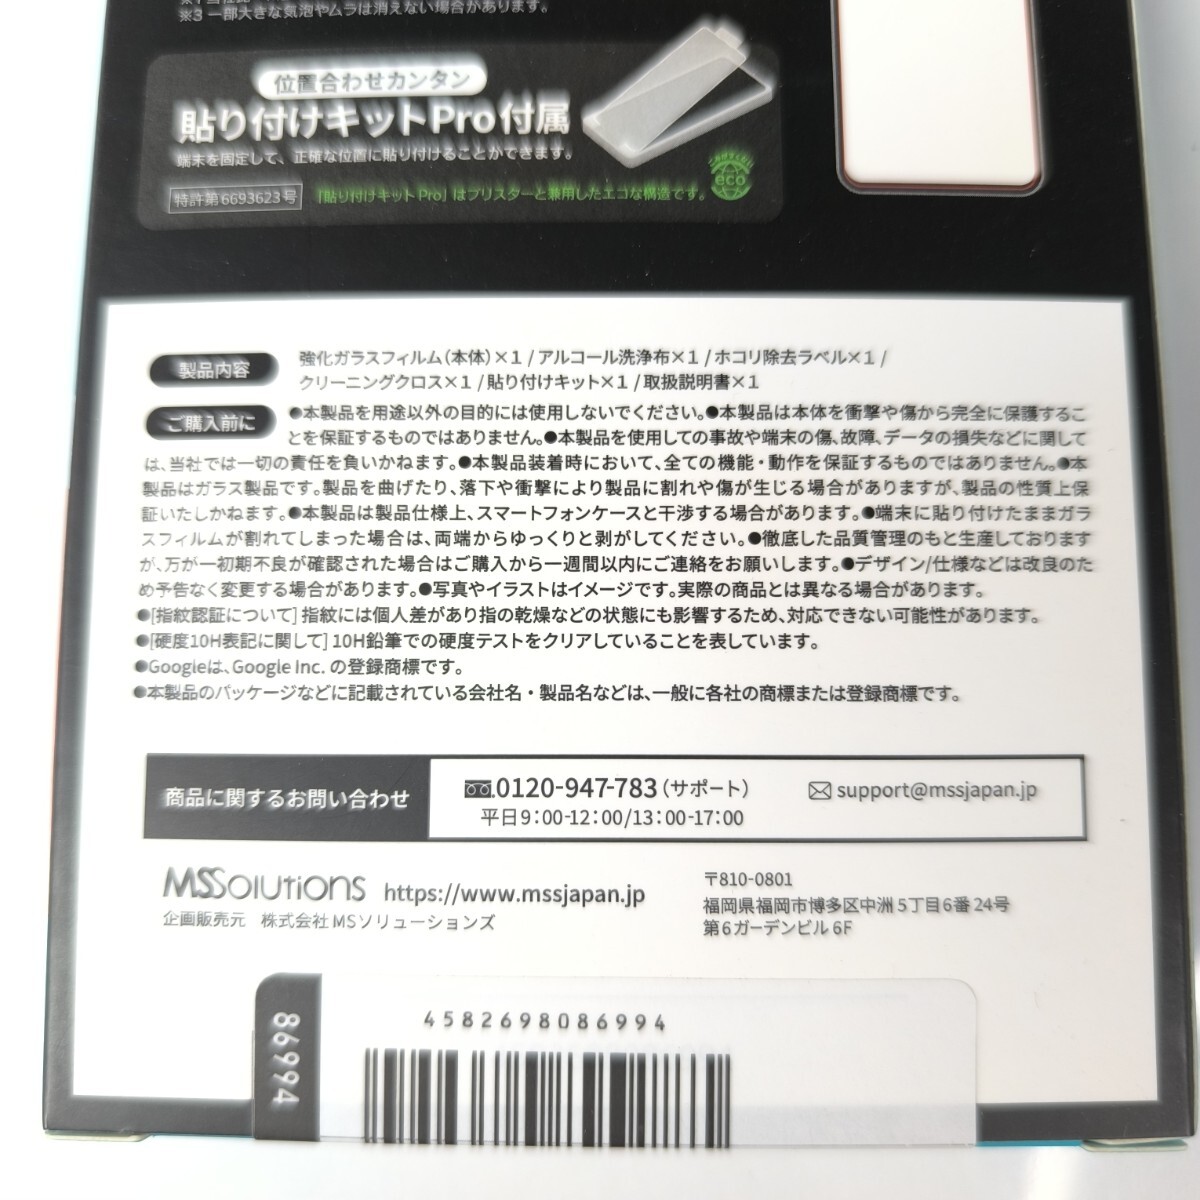 ※3 一部大きな気泡やムラは消えない場合があります。
位置合わせカンタン
貼り付けキットPro付属
端末を固定して、正確な位置に貼り付けることができます。
特許第6693623号
「貼り付けキットPro」はブリスターと兼用したエコな構造です。
eco
製品内容
強化ガラスフィルム(本体)×1 / アルコール洗浄布×1 / ホコリ除去ラベル×1 /
クリーニングクロス×1 / 貼り付けキット×1 / 取扱説明書×1
ご購入前に
●本製品を用途以外の目的には使用しないでください。●本製品は本体を衝撃や傷から完全に保護するこ
とを保証するものではありません。●本製品を使用しての事故や端末の傷、故障、データの損失などに関して
は、当社では一切の責任を負いかねます。●本製品装着時において、全ての機能・動作を保証するものではありません。●本
製品はガラス製品です。製品を曲げたり、落下や衝撃により製品に割れや傷が生じる場合がありますが、製品の性質上保
証いたしかねます。●本製品は製品仕様上、スマートフォンケースと干渉する場合があります。●端末に貼り付けたままガラ
スフィルムが割れてしまった場合は、両端からゆっくりと剥がしてください。●徹底した品質管理のもと生産しております
が、万が一初期不良が確認された場合はご購入から一週間以内にご連絡をお願いします。●デザイン/仕様などは改良のた
め予告なく変更する場合があります。●写真やイラストはイメージです。実際の商品とは異なる場合があります。
●[指紋認証について] 指紋には個人差があり指の乾燥などの状態にも影響するため、対応できない可能性があります。
●[硬度10H表記に関して] 10H鉛筆での硬度テストをクリアしていることを表しています。
●Googleは、Google Inc. の登録商標です。
●本製品のパッケージなどに記載されている会社名・製品名などは、一般に各社の商標または登録商標です。
商品に関するお問い合わせ
0120-947-783(サポート)
平日9:00-12:00/13:00-17:00
support@mssjapan.jp
MSSolutions https://www.mssjapan.jp
企画販売元 株式会社MSソリューションズ
〒810-0801
福岡県福岡市博多区中洲5丁目6番24号
第6ガーデンビル6F
4582698086994
86994